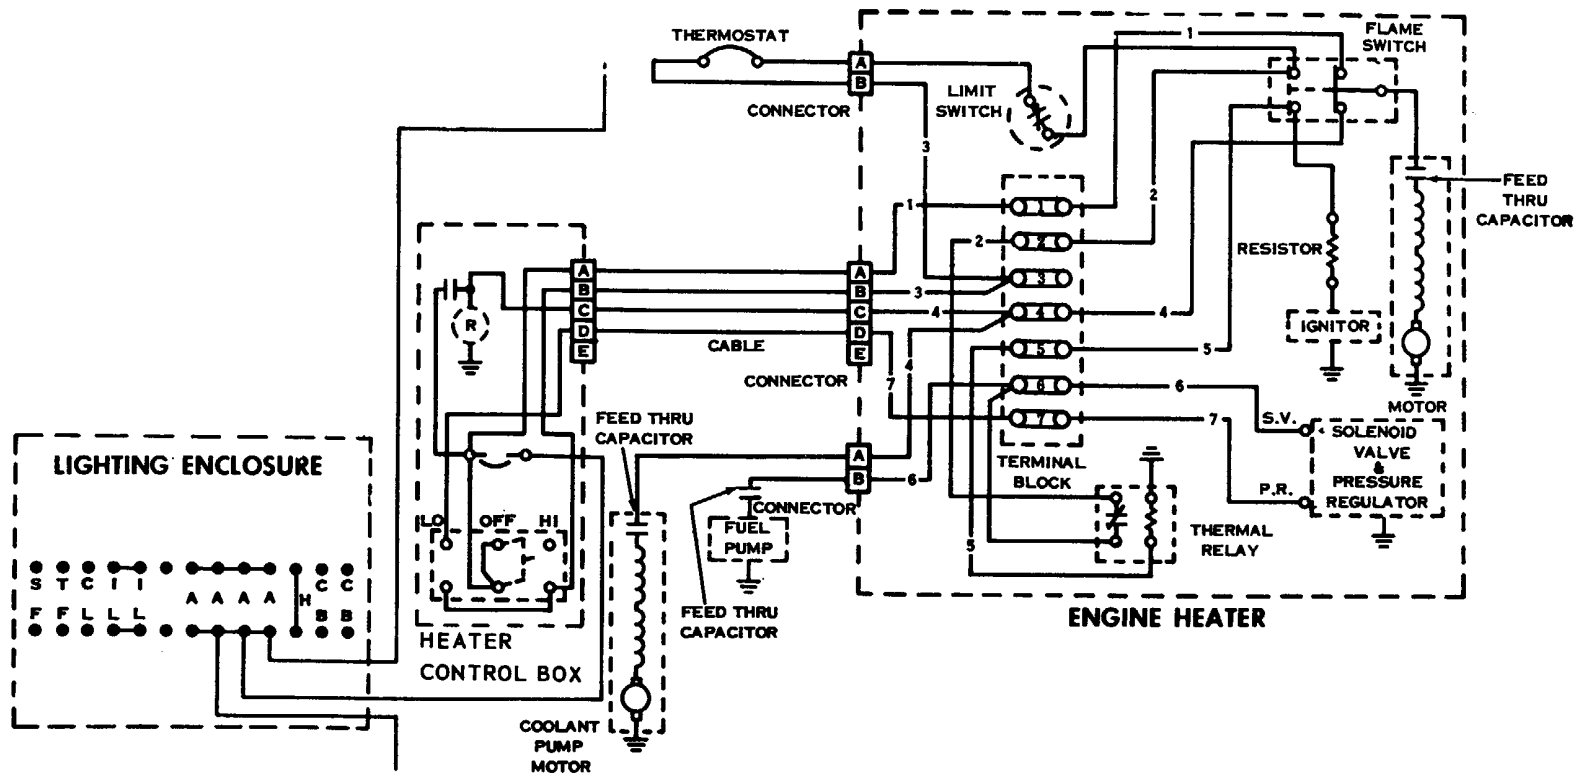 THERMOSTAT
A
B
CONNECTOR
LIMIT
SWITCH
FLAME
SWITCH
1
2
3
FEED
THRU
CAPACITOR
RESISTOR
IGNITOR
MOTOR
1
2
3
4
5
6
7
1
2
3
4
4
5
6
7
4
7
6
5
TERMINAL
BLOCK
A
B
C
D
E
CABLE
A
B
C
D
E
CONNECTOR
R
FEED THRU
CAPACITOR
A
B
CONNECTOR
FUEL
PUMP
FEED THRU
CAPACITOR
S.V.
P.R.
SOLENOID
VALVE
&
PRESSURE
REGULATOR
THERMAL
RELAY
ENGINE HEATER
LO OFF HI
HEATER
CONTROL BOX
COOLANT
PUMP
MOTOR
LIGHTING ENCLOSURE
S T C I I A A A A H C C
F F L L L B B